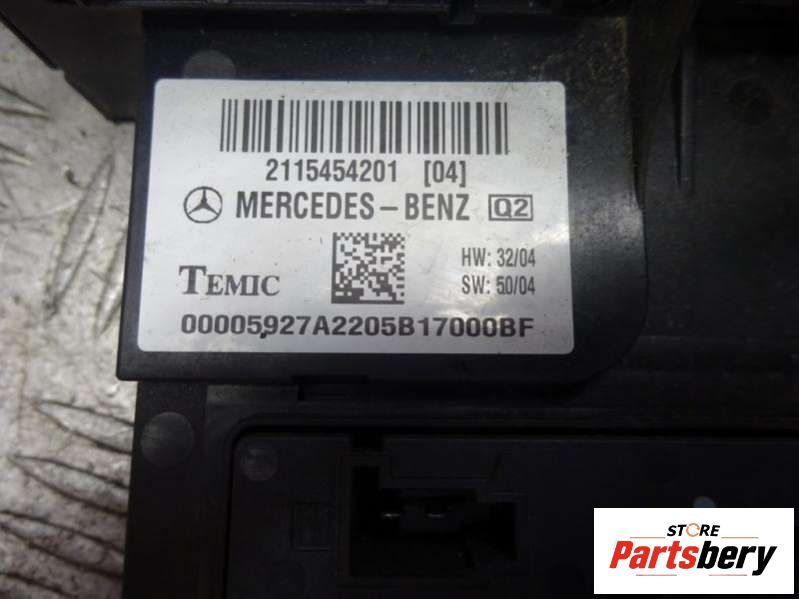 2115454201 [04]
MERCEDES-BENZ Q2
HW: 32/04
TEMIC
SW: 50/04
00005927A2205B17000BF
STORE
Partsbery